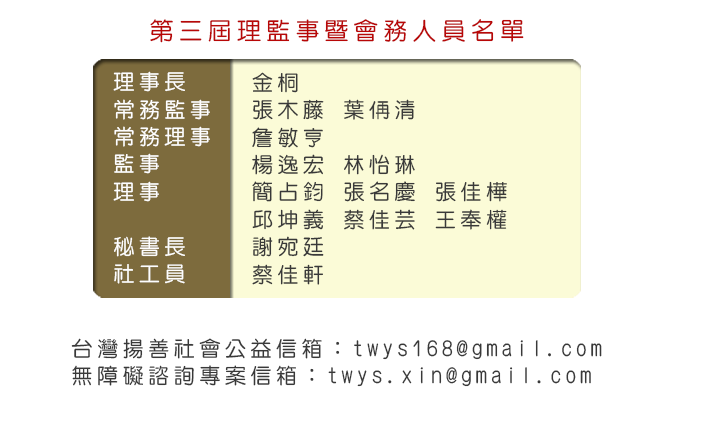 第三屆理監事暨會務人員名單
理事長 金桐
常務監事 張木藤 葉侢清
常務理事 詹敏亨
監事 楊逸宏 林怡琳
理事 簡占鈞 張名慶 張佳樺
邱坤義 蔡佳芸 王奉權
秘書長 謝宛廷
社工員 蔡佳軒
台灣揚善社會公益信箱：twys168@gmail.com
無障礙諮詢專案信箱：twys.xin@gmail.com